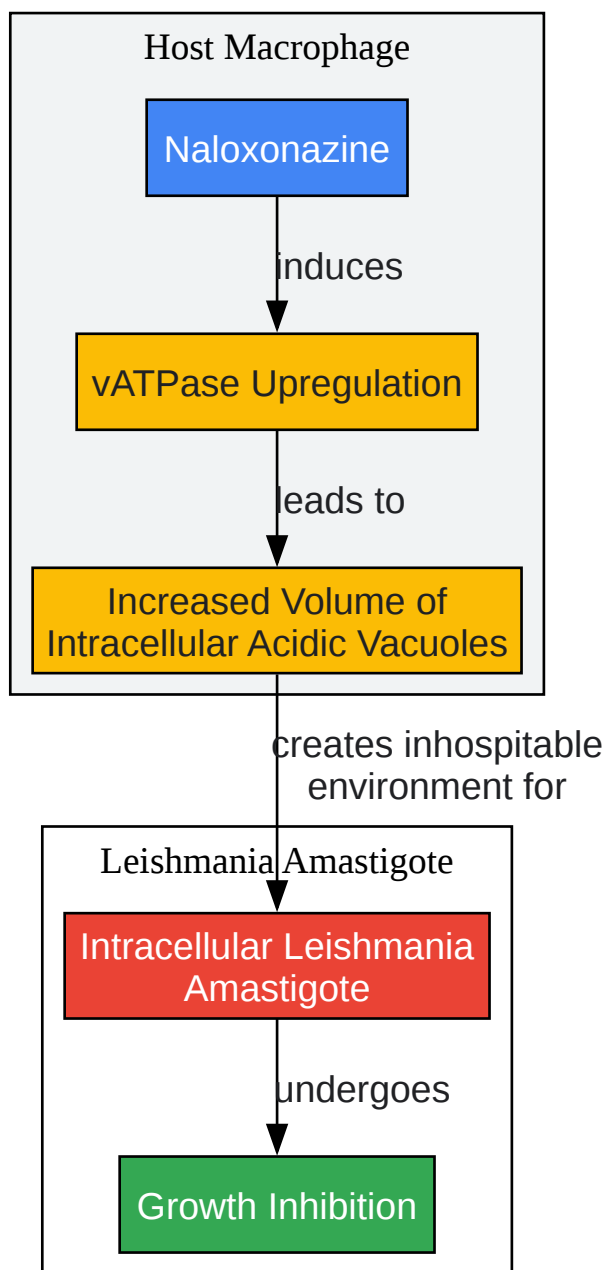 Host Macrophage
Naloxonazine
induces
vATPase Upregulation
leads to
Increased Volume of
Intracellular Acidic Vacuoles
creates inhospitable
environment for
Leishmania Amastigote
Intracellular Leishmania
Amastigote
undergoes
Growth Inhibition